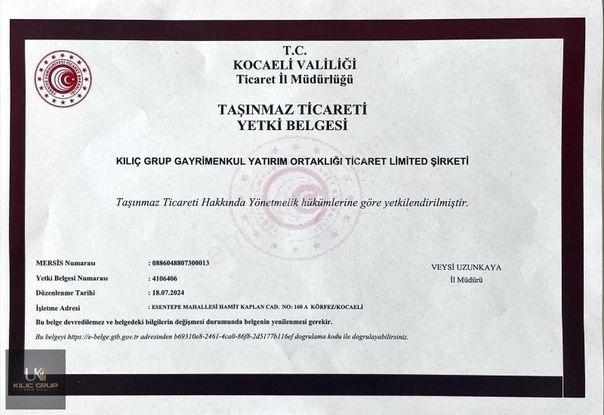 T.C.
KOCAELİ VALİLİĞİ
Ticaret İl Müdürlüğü
TAŞINMAZ TİCARETİ
YETKİ BELGESİ
KILIÇ GRUP GAYRİMENKUL YATIRIM ORTAKLIĞI TİCARET LİMİTED ŞİRKETİ
Taşınmaz Ticareti Hakkında Yönetmelik hükümlerine göre yetkilendirilmiştir.
MERSİS Numarası : 0886048807300013
Yetki Belgesi Numarası : 4106406
Düzenlenme Tarihi : 18.07.2024
İşletme Adresi : ESENTEPE MAHALLESİ HAMİT KAPLAN CAD. NO: 160 A KÖRFEZ/KOCAELİ
VEYSİ UZUNKAYA
İl Müdürü
Bu belge devredilemez ve belgedeki bilgilerin değişmesi durumunda belgenin yenilenmesi gerekir.
Bu belgeyi https://e-belge.gtb.gov.tr adresinden b69310e8-2461-4ca0-86f8-2d5177b116ef doğrulama kodu ile doğrulayabilirsiniz.
UK
KILIÇ GRUP